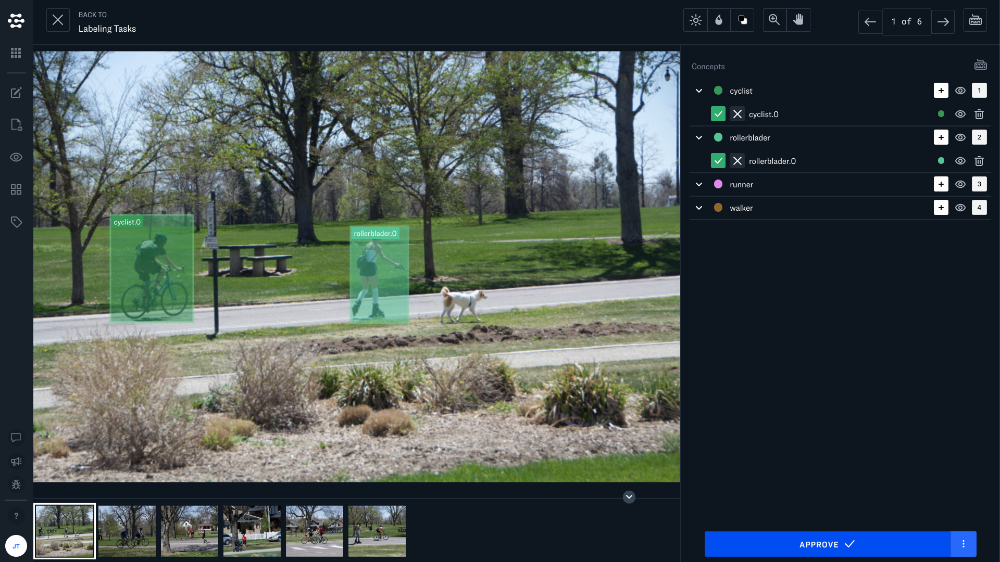 BACK TO
Labeling Tasks
1 of 6
Concepts
cyclist
1
cyclist.0
rollerblader
2
rollerblader.0
runner
3
walker
4
cyclist.0
rollerblader.0
?
JT
APPROVE